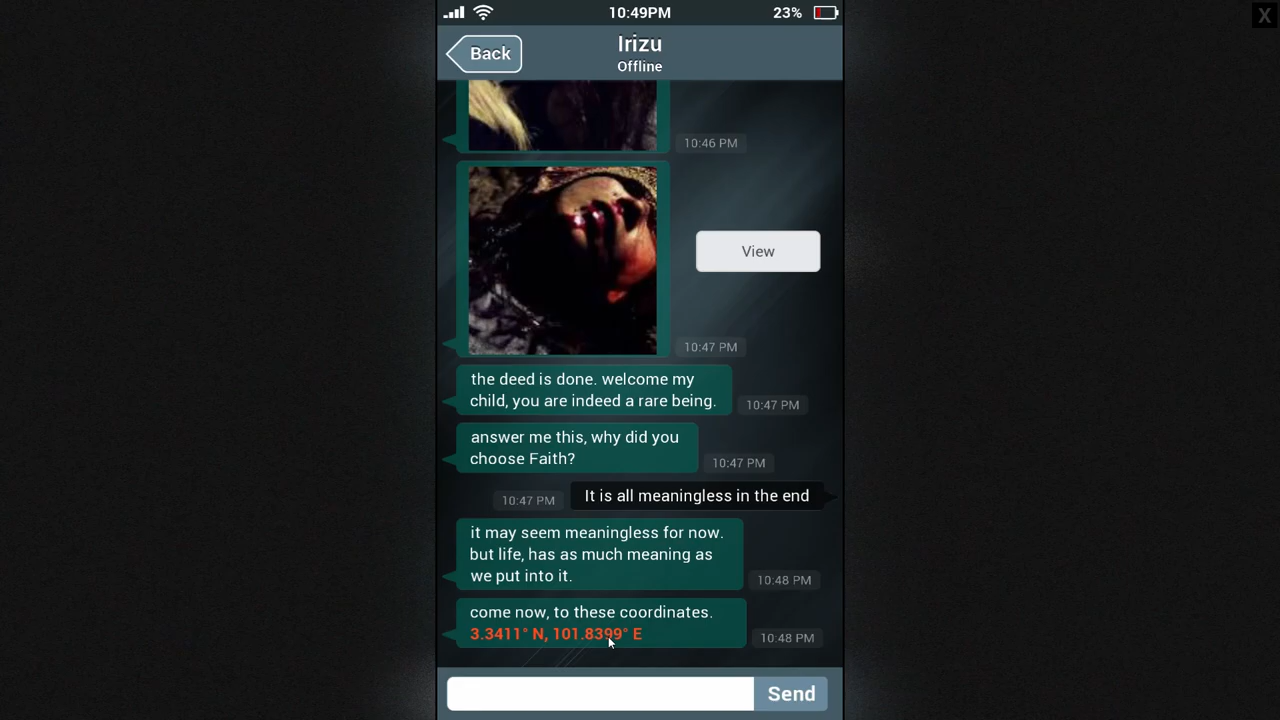 10:49PM
23%
X
Back
Irizu
Offline
10:46 PM
View
10:47 PM
the deed is done. welcome my
child, you are indeed a rare being.
10:47 PM
answer me this, why did you
choose Faith?
10:47 PM
10:47 PM
It is all meaningless in the end
it may seem meaningless for now.
but life, has as much meaning as
we put into it.
10:48 PM
come now, to these coordinates.
3.3411° N, 101.8399° E
10:48 PM
Send